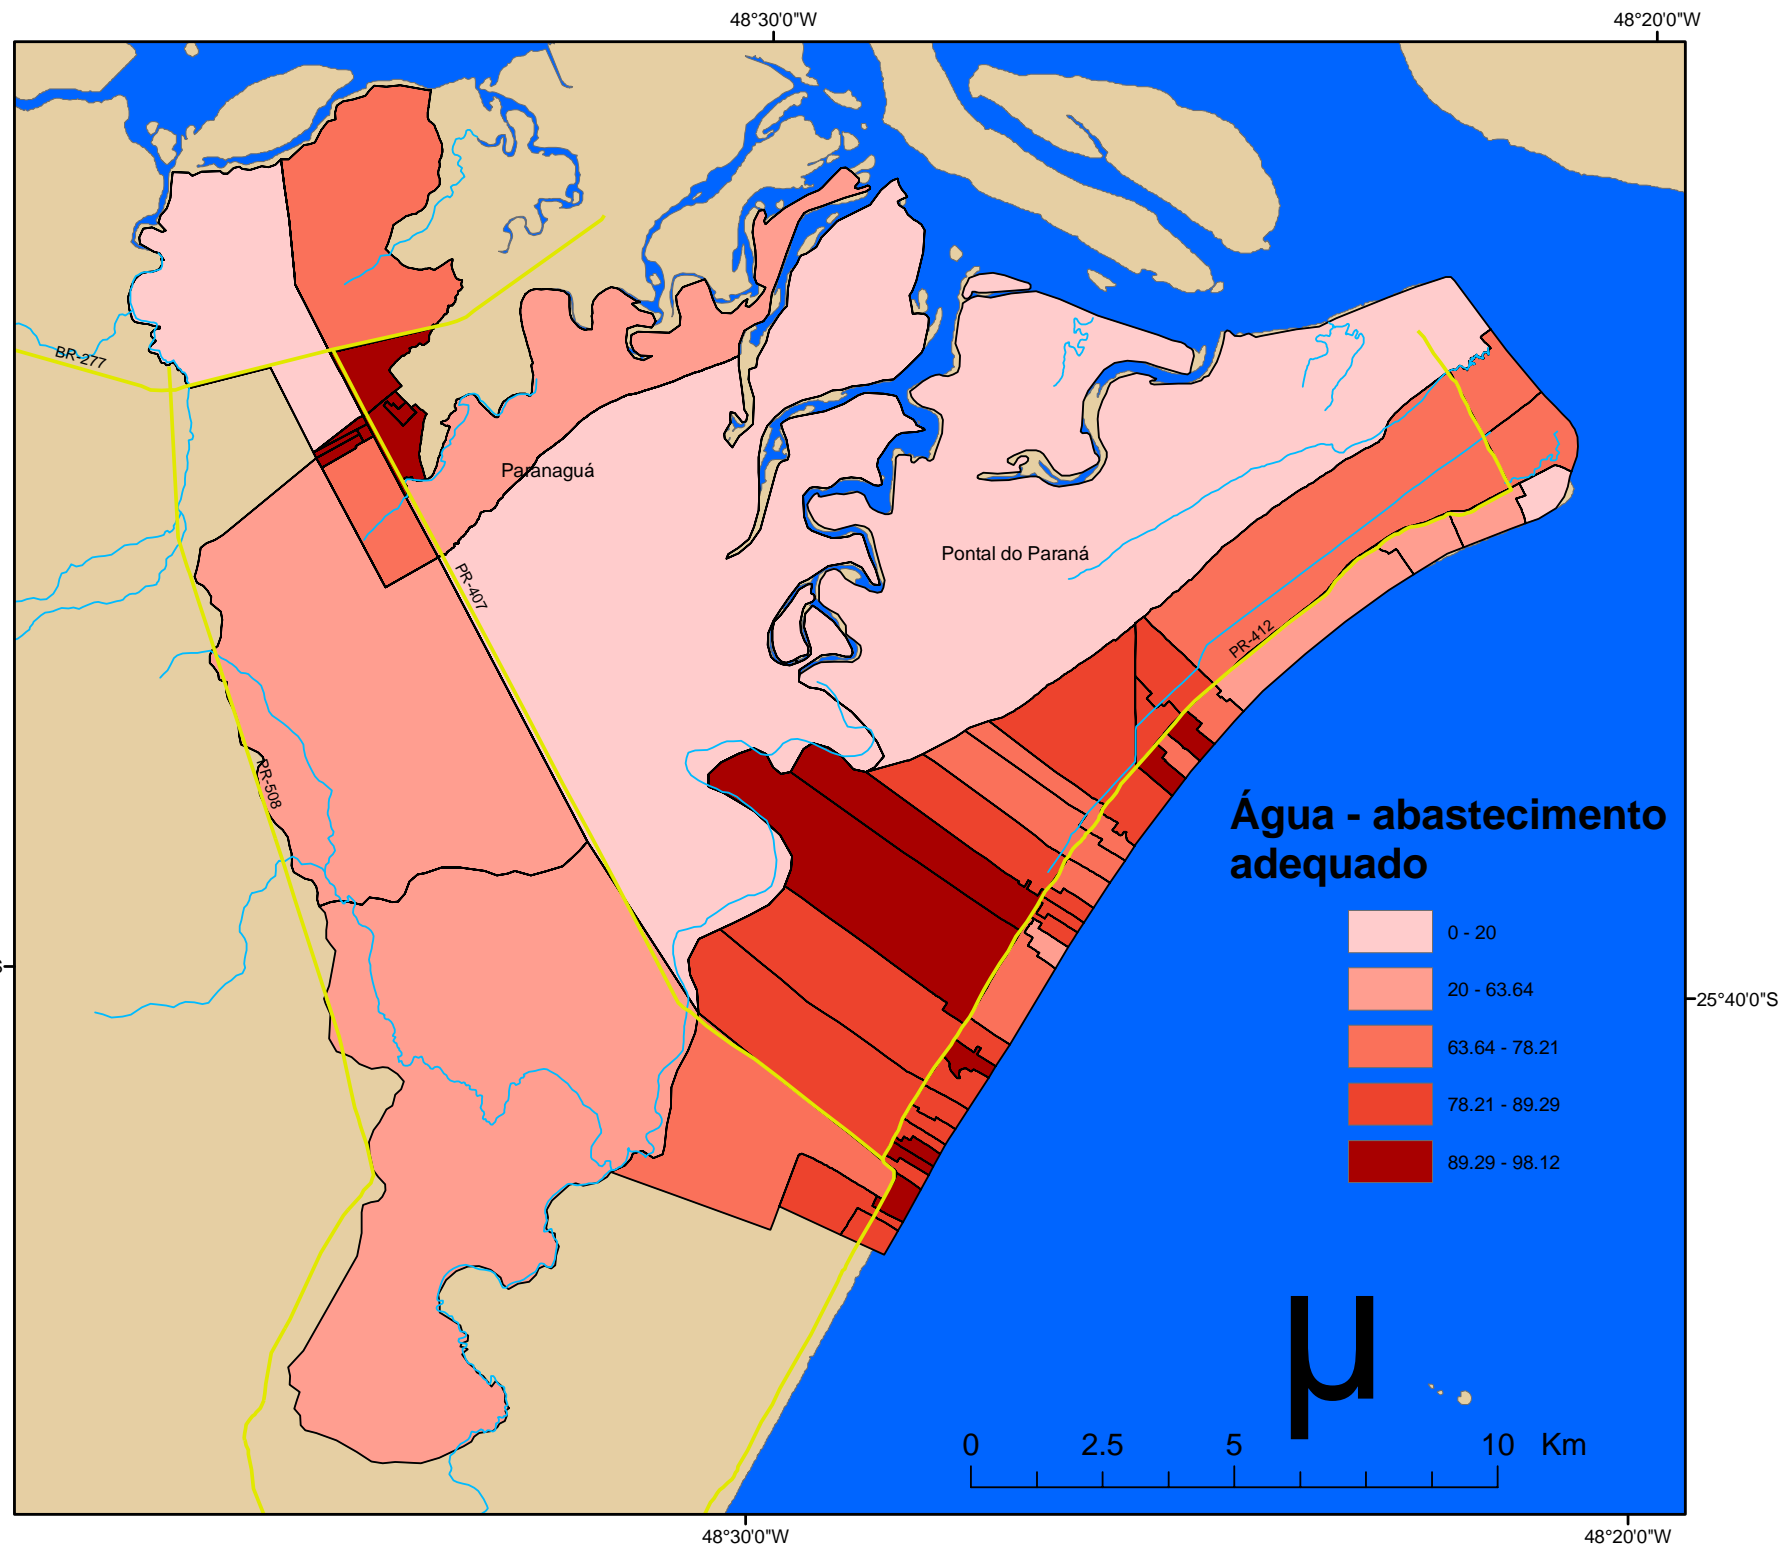 48°30'0"W
48°20'0"W
BR-277
Paranaguá
Pontal do Paraná
PR-407
PR-412
PR-508
Água - abastecimento
adequado
0 - 20
20 - 63.64
63.64 - 78.21
78.21 - 89.29
89.29 - 98.12
25°40'0"S
µ
0 2.5 5 10 Km
48°30'0"W
48°20'0"W